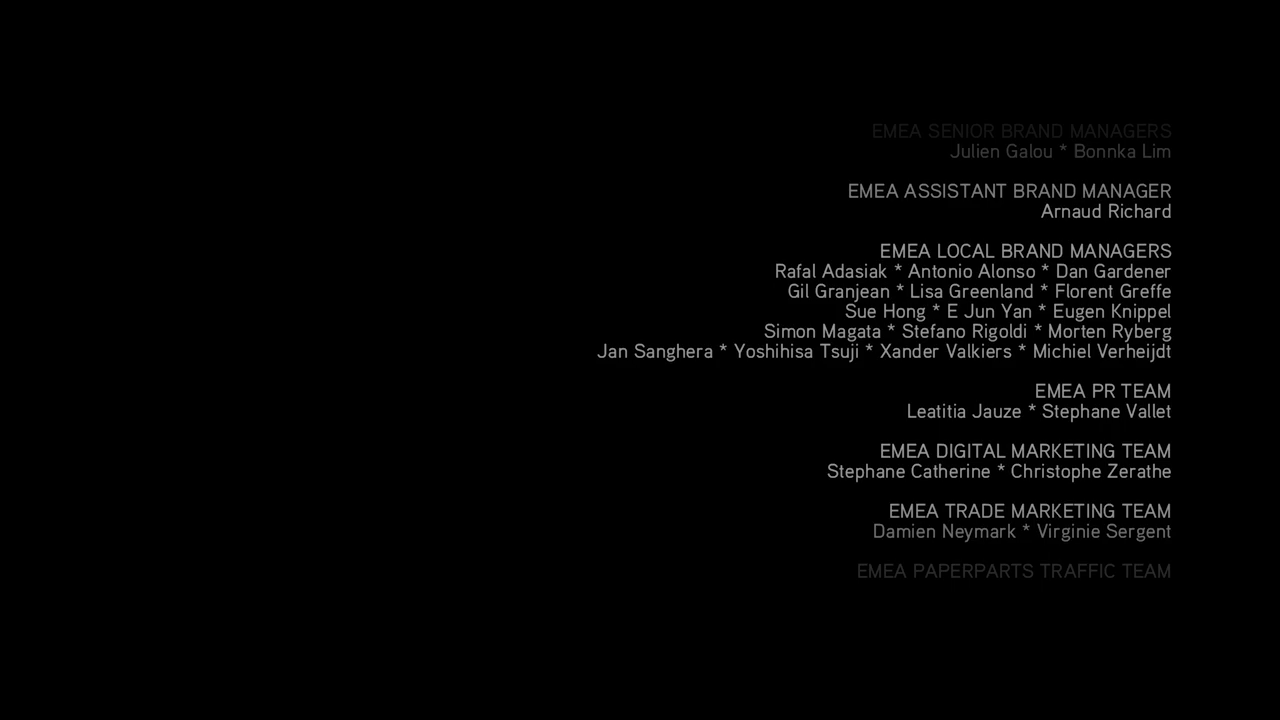 EMEA SENIOR BRAND MANAGERS
Julien Galou * Bonnka Lim
EMEA ASSISTANT BRAND MANAGER
Arnaud Richard
EMEA LOCAL BRAND MANAGERS
Rafal Adasiak * Antonio Alonso * Dan Gardener
Gil Granjean * Lisa Greenland * Florent Greffe
Sue Hong * E Jun Yan * Eugen Knippel
Simon Magata * Stefano Rigoldi * Morten Ryberg
Jan Sanghera * Yoshihisa Tsuji * Xander Valkiers * Michiel Verheijdt
EMEA PR TEAM
Leatitia Jauze * Stephane Vallet
EMEA DIGITAL MARKETING TEAM
Stephane Catherine * Christophe Zerathe
EMEA TRADE MARKETING TEAM
Damien Neymark * Virginie Sergent
EMEA PAPERPARTS TRAFFIC TEAM